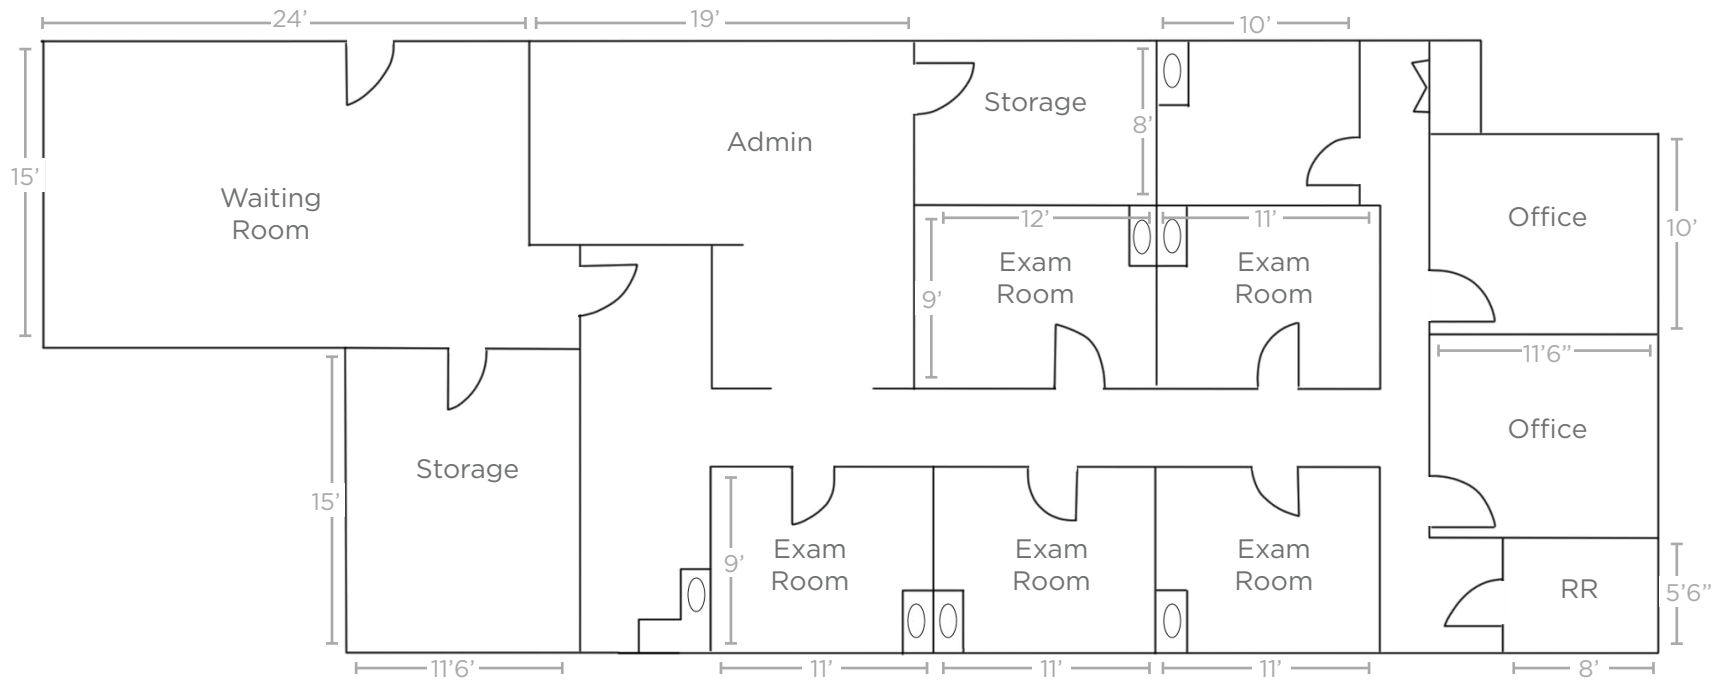 24’
19’
10’
15’
Waiting
Room
Admin
Storage
8’
Office
10’
12’
11’
Exam
Room
Exam
Room
9’
11’6”
Office
15’
Storage
Exam
Room
Exam
Room
Exam
Room
9’
RR
5’6”
11’6’
11’
11’
11’
8’